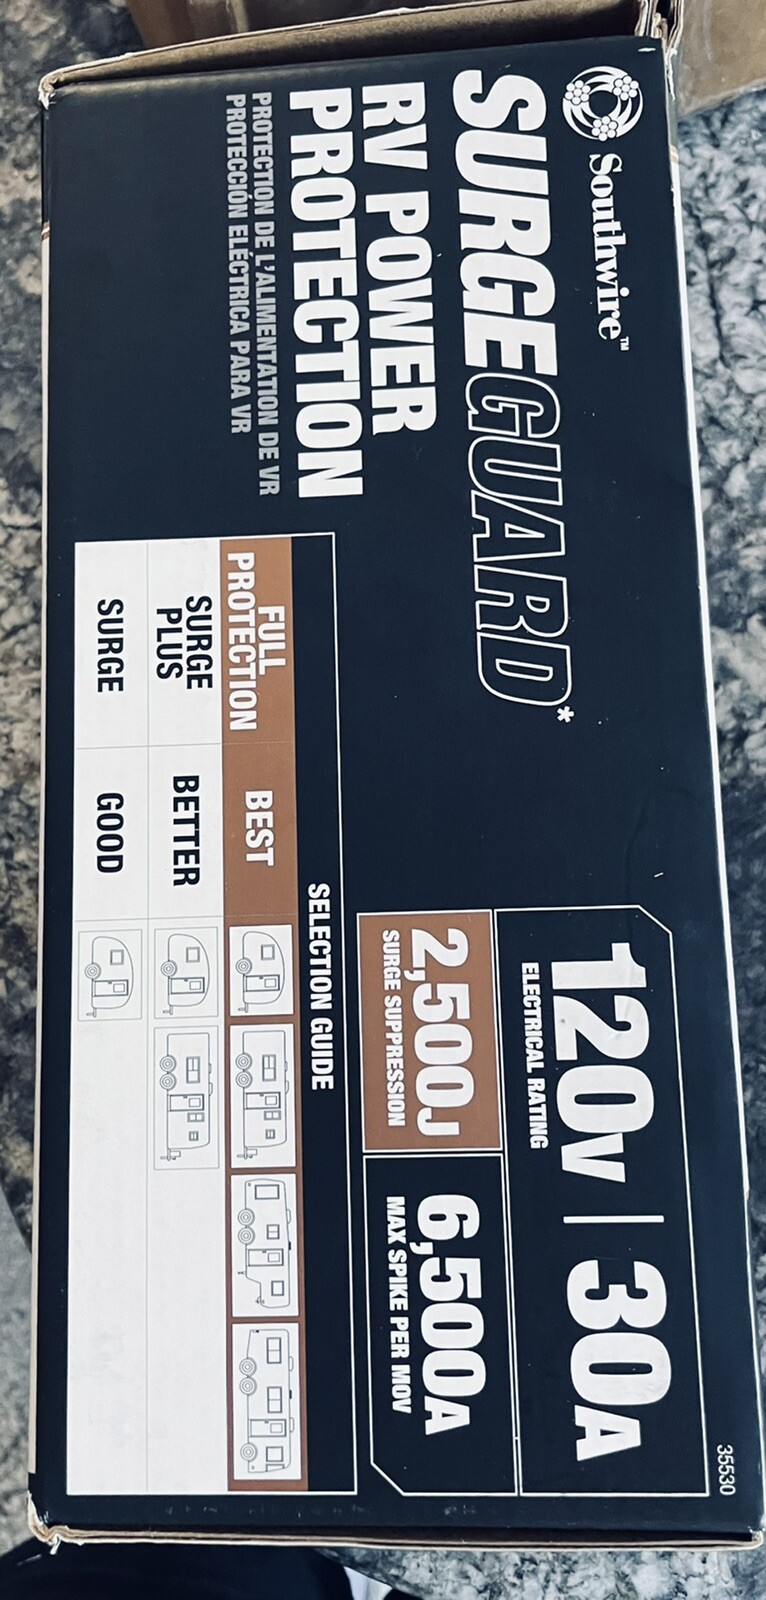 Southwire™
SURGEGUARD*
RV POWER
PROTECTION
PROTECTION DE L'ALIMENTATION DE VR
PROTECCIÓN ELÉCTRICA PARA VR
120V | 30A
ELECTRICAL RATING
2,500J
SURGE SUPPRESSION
6,500A
MAX SPIKE PER MOV
SELECTION GUIDE
FULL
PROTECTION
BEST
SURGE
PLUS
BETTER
SURGE
GOOD
35530